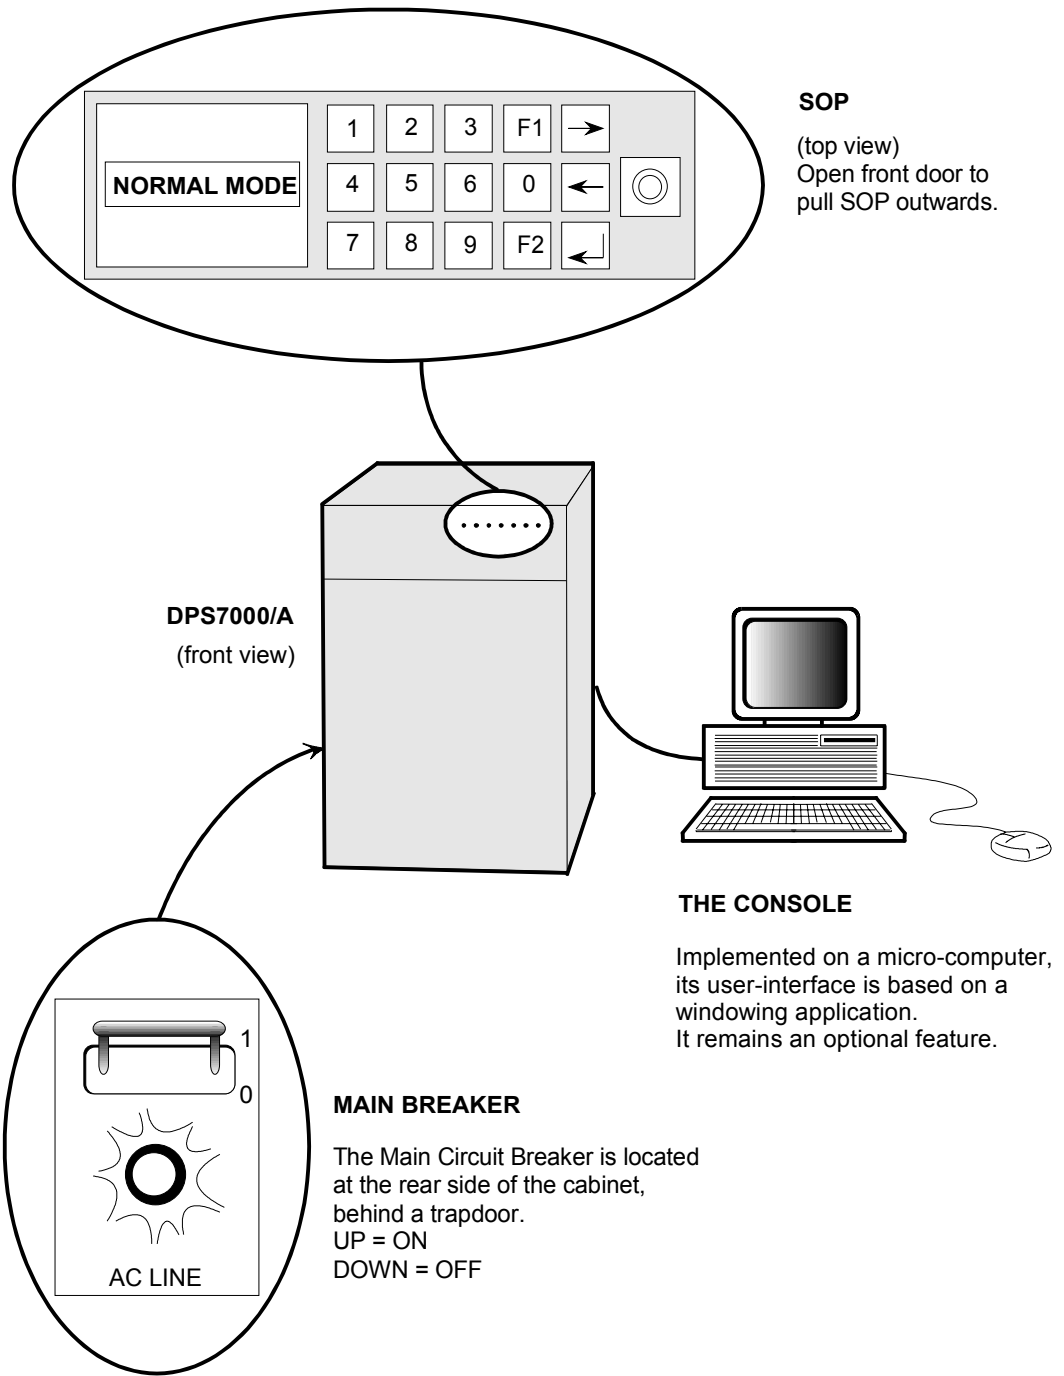 SOP
(top view)
Open front door to
pull SOP outwards.
1 2 3 F1
NORMAL MODE
4 5 6 0
7 8 9 F2
DPS7000/A
(front view)
THE CONSOLE
Implemented on a micro-computer,
its user-interface is based on a
windowing application.
It remains an optional feature.
1
0
AC LINE
MAIN BREAKER
The Main Circuit Breaker is located
at the rear side of the cabinet,
behind a trapdoor.
UP = ON
DOWN = OFF